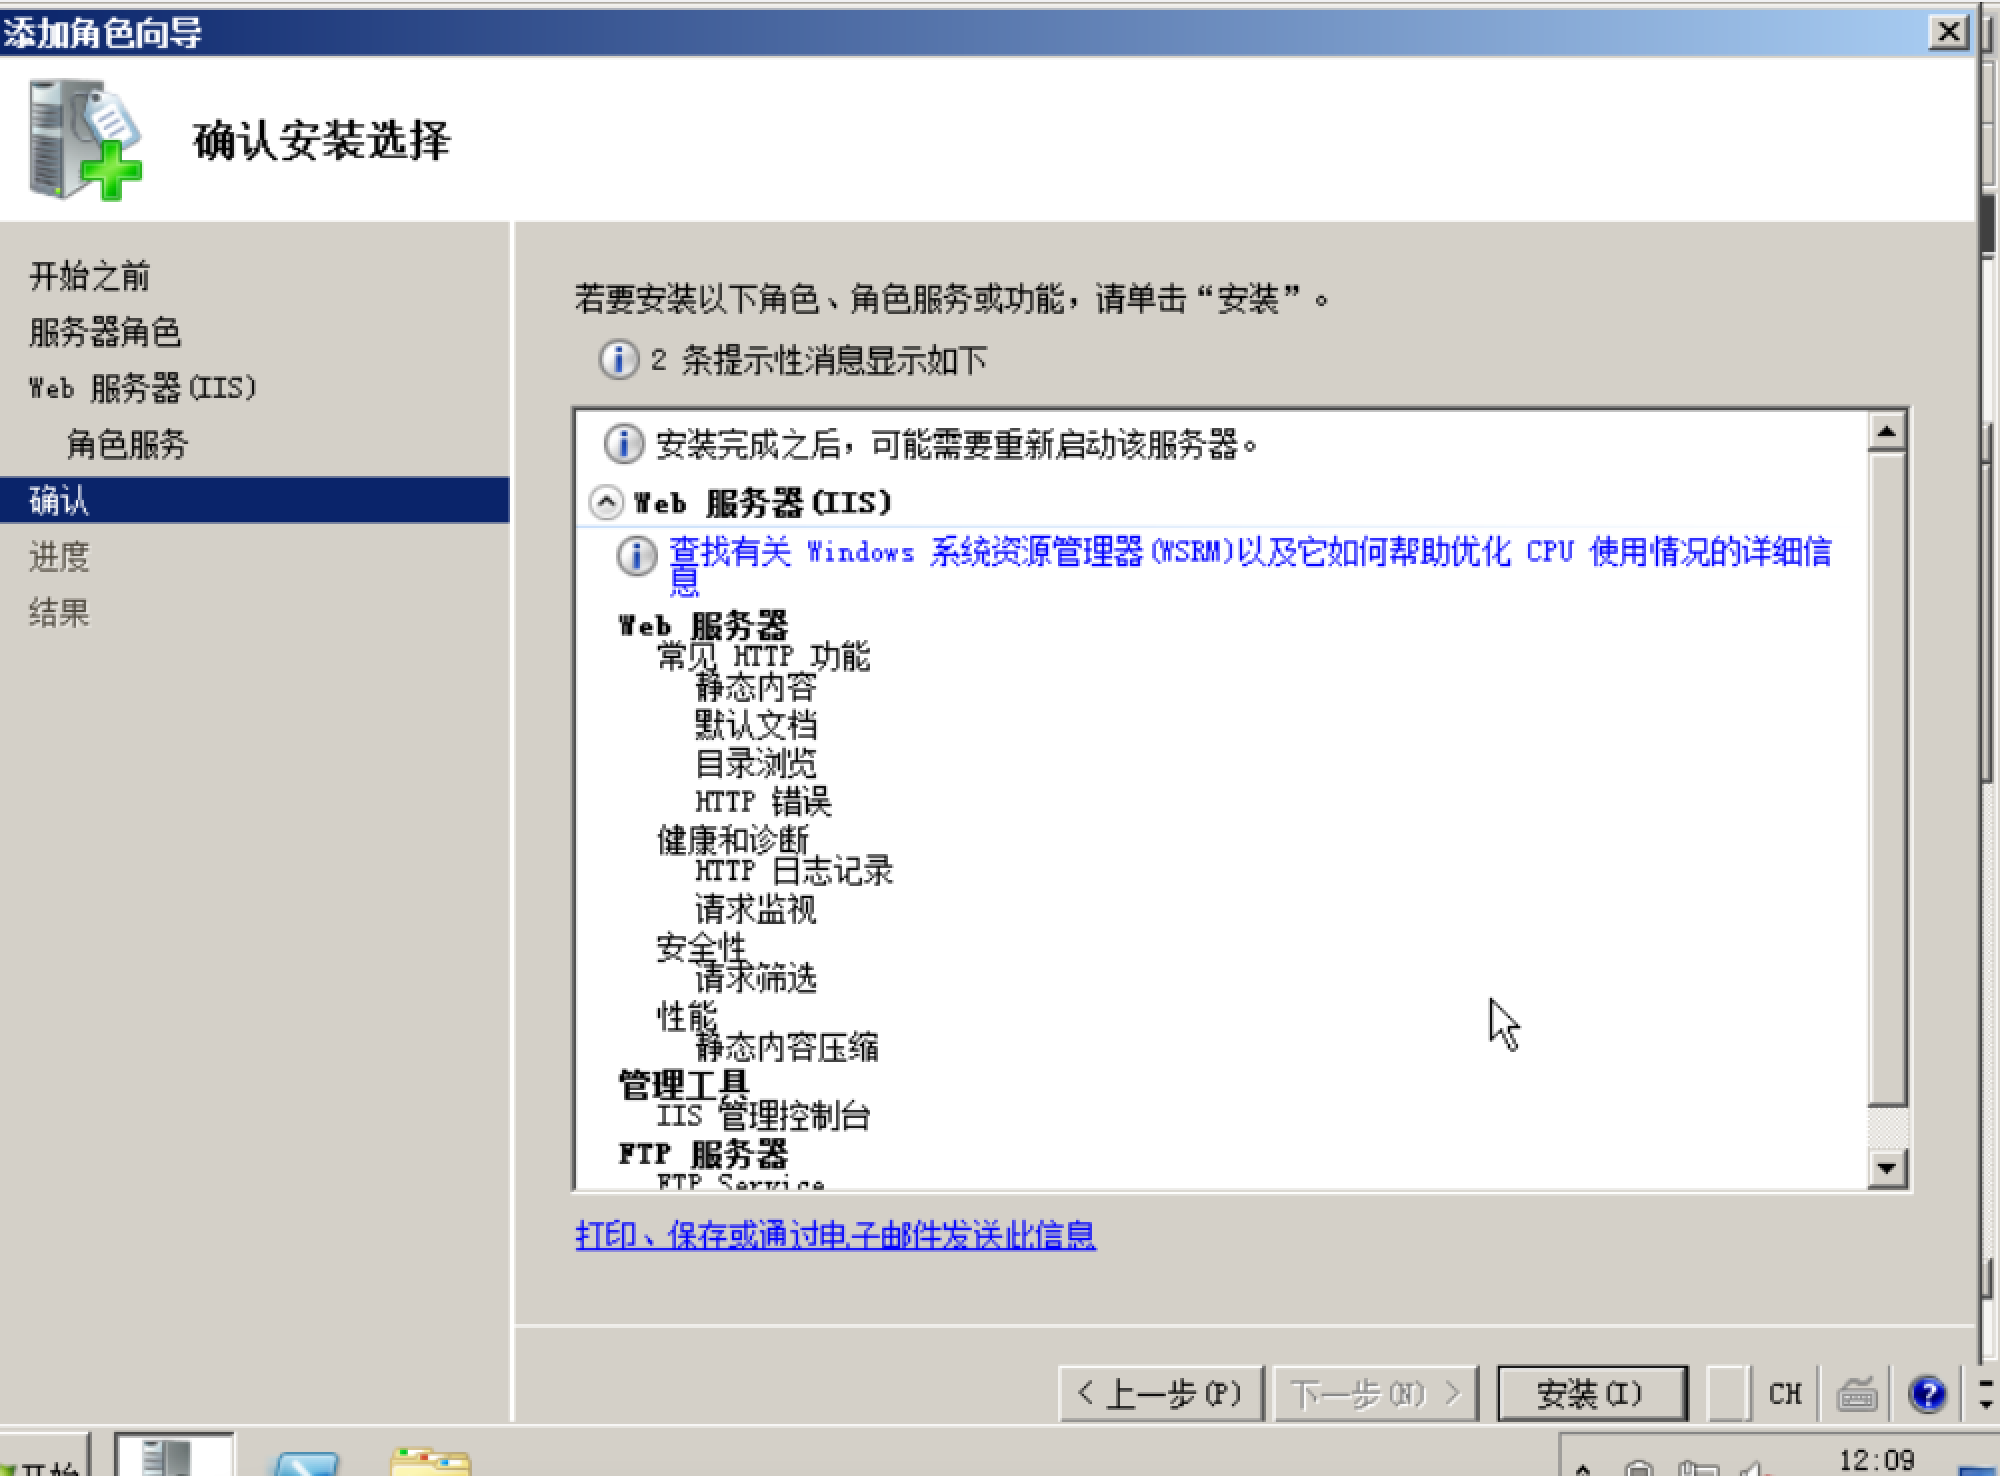 添加角色向导
确认安装选择
开始之前
服务器角色
Web 服务器(IIS)
角色服务
确认
进度
结果
若要安装以下角色、角色服务或功能，请单击“安装”。
2 条提示性消息显示如下
安装完成之后，可能需要重新启动该服务器。
Web 服务器(IIS)
查找有关 Windows 系统资源管理器(WSRM)以及它如何帮助优化 CPU 使用情况的详细信
息
Web 服务器
常见 HTTP 功能
静态内容
默认文档
目录浏览
HTTP 错误
健康和诊断
HTTP 日志记录
请求监视
安全性
请求筛选
性能
静态内容压缩
管理工具
IIS 管理控制台
FTP 服务器
FTP Service
打印、保存或通过电子邮件发送此信息
< 上一步(P)
下一步(N) >
安装(I)
CH
开始
12:09